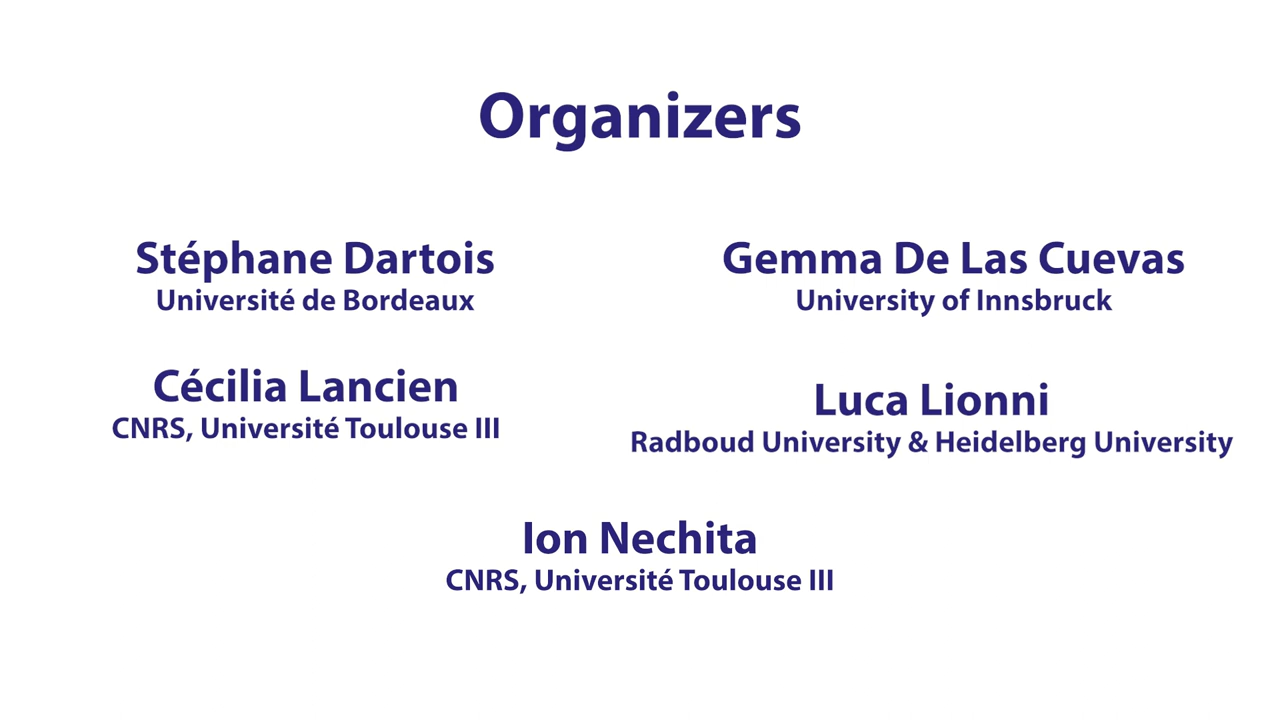 Organizers
Stéphane Dartois
Université de Bordeaux
Gemma De Las Cuevas
University of Innsbruck
Cécilia Lancien
CNRS, Université Toulouse III
Luca Lionni
Radboud University & Heidelberg University
Ion Nechita
CNRS, Université Toulouse III